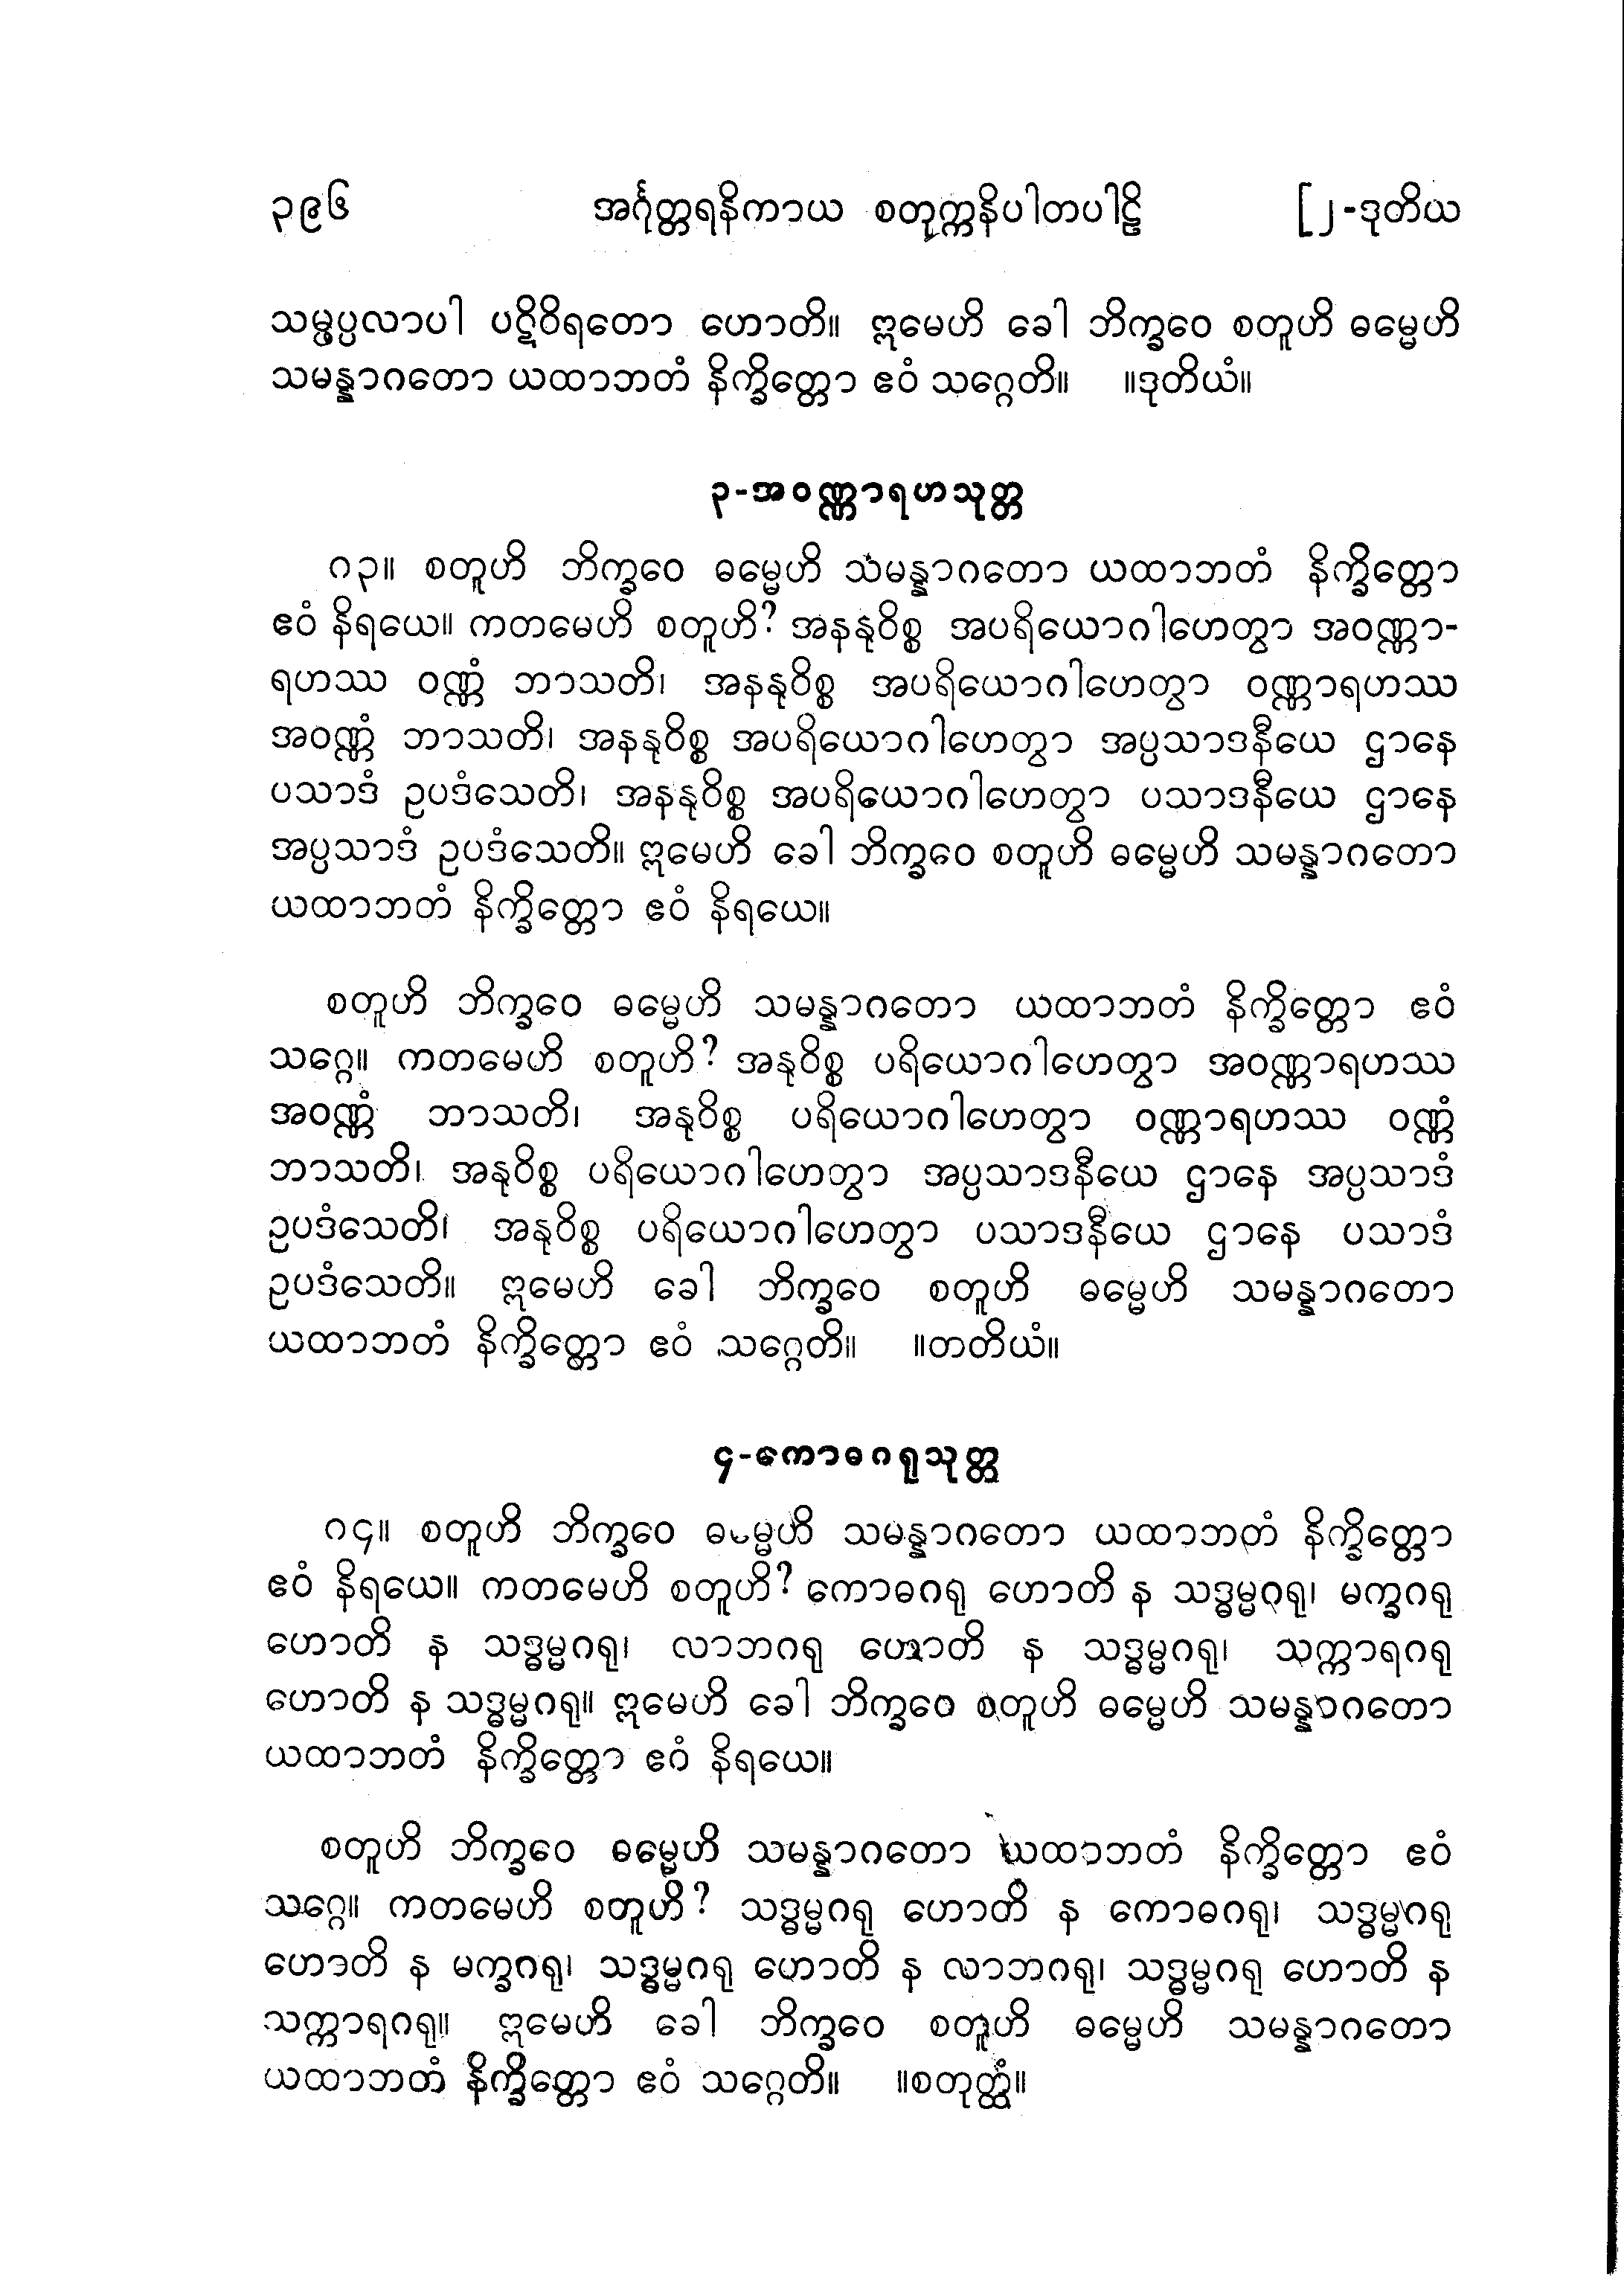 ၃၉၆ အင်္ဂုတ္တရနိကာယ စတုက္ကနိပါတပါဠိ [၂-ဒုတိယ
သမ္ဖပ္ပလာပါ ပဋိဝိရတော ဟောတိ။ ဣမေဟိ ခေါ ဘိက္ခဝေ စတူဟိ ဓမ္မေဟိ
သမန္နာဂတော ယထာဘတံ နိက္ခိတ္တော ဧဝံ သဂ္ဂေတိ။ ။ဒုတိယံ။
၃-အဝဏ္ဏာရဟသုတ္တ
ဂ၃။ စတူဟိ ဘိက္ခဝေ ဓမ္မေဟိ သမန္နာဂတော ယထာဘတံ နိက္ခိတ္တော
ဧဝံ နိရယေ။ ကတမေဟိ စတူဟိ? အနနုဝိစ္စ အပရိယောဂါဟေတွာ အဝဏ္ဏာ-
ရဟဿ ဝဏ္ဏံ ဘာသတိ၊ အနနုဝိစ္စ အပရိယောဂါဟေတွာ ဝဏ္ဏာရဟဿ
အဝဏ္ဏံ ဘာသတိ၊ အနနုဝိစ္စ အပရိယောဂါဟေတွာ အပ္ပသာဒနီယေ ဌာနေ
ပသာဒံ ဥပဒံသေတိ၊ အနနုဝိစ္စ အပရိယောဂါဟေတွာ ပသာဒနီယေ ဌာနေ
အပ္ပသာဒံ ဥပဒံသေတိ။ ဣမေဟိ ခေါ ဘိက္ခဝေ စတူဟိ ဓမ္မေဟိ သမန္နာဂတော
ယထာဘတံ နိက္ခိတ္တော ဧဝံ နိရယေ။
စတူဟိ ဘိက္ခဝေ ဓမ္မေဟိ သမန္နာဂတော ယထာဘတံ နိက္ခိတ္တော ဧဝံ
သဂ္ဂေ။ ကတမေဟိ စတူဟိ? အနုဝိစ္စ ပရိယောဂါဟေတွာ အဝဏ္ဏာရဟဿ
အဝဏ္ဏံ ဘာသတိ၊ အနုဝိစ္စ ပရိယောဂါဟေတွာ ဝဏ္ဏာရဟဿ ဝဏ္ဏံ
ဘာသတိ၊ အနုဝိစ္စ ပရိယောဂါဟေတွာ အပ္ပသာဒနီယေ ဌာနေ အပ္ပသာဒံ
ဥပဒံသေတိ၊ အနုဝိစ္စ ပရိယောဂါဟေတွာ ပသာဒနီယေ ဌာနေ ပသာဒံ
ဥပဒံသေတိ။ ဣမေဟိ ခေါ ဘိက္ခဝေ စတူဟိ ဓမ္မေဟိ သမန္နာဂတော
ယထာဘတံ နိက္ခိတ္တော ဧဝံ သဂ္ဂေတိ။ ။တတိယံ။
၄-ကောဓဂရုသုတ္တ
ဂ၄။ စတူဟိ ဘိက္ခဝေ ဓမ္မေဟိ သမန္နာဂတော ယထာဘတံ နိက္ခိတ္တော
ဧဝံ နိရယေ။ ကတမေဟိ စတူဟိ? ကောဓဂရု ဟောတိ န သဒ္ဓမ္မဂရု၊ မက္ခဂရု
ဟောတိ န သဒ္ဓမ္မဂရု၊ လာဘဂရု ဟောတိ န သဒ္ဓမ္မဂရု၊ သက္ကာရဂရု
ဟောတိ န သဒ္ဓမ္မဂရု။ ဣမေဟိ ခေါ ဘိက္ခဝေ စတူဟိ ဓမ္မေဟိ သမန္နာဂတော
ယထာဘတံ နိက္ခိတ္တော ဧဝံ နိရယေ။
စတူဟိ ဘိက္ခဝေ ဓမ္မေဟိ သမန္နာဂတော ယထာဘတံ နိက္ခိတ္တော ဧဝံ
သဂ္ဂေ။ ကတမေဟိ စတူဟိ? သဒ္ဓမ္မဂရု ဟောတိ န ကောဓဂရု၊ သဒ္ဓမ္မဂရု
ဟောတိ န မက္ခဂရု၊ သဒ္ဓမ္မဂရု ဟောတိ န လာဘဂရု၊ သဒ္ဓမ္မဂရု ဟောတိ န
သက္ကာရဂရု။ ဣမေဟိ ခေါ ဘိက္ခဝေ စတူဟိ ဓမ္မေဟိ သမန္နာဂတော
ယထာဘတံ နိက္ခိတ္တော ဧဝံ သဂ္ဂေတိ။ ။စတုတ္ထံ။